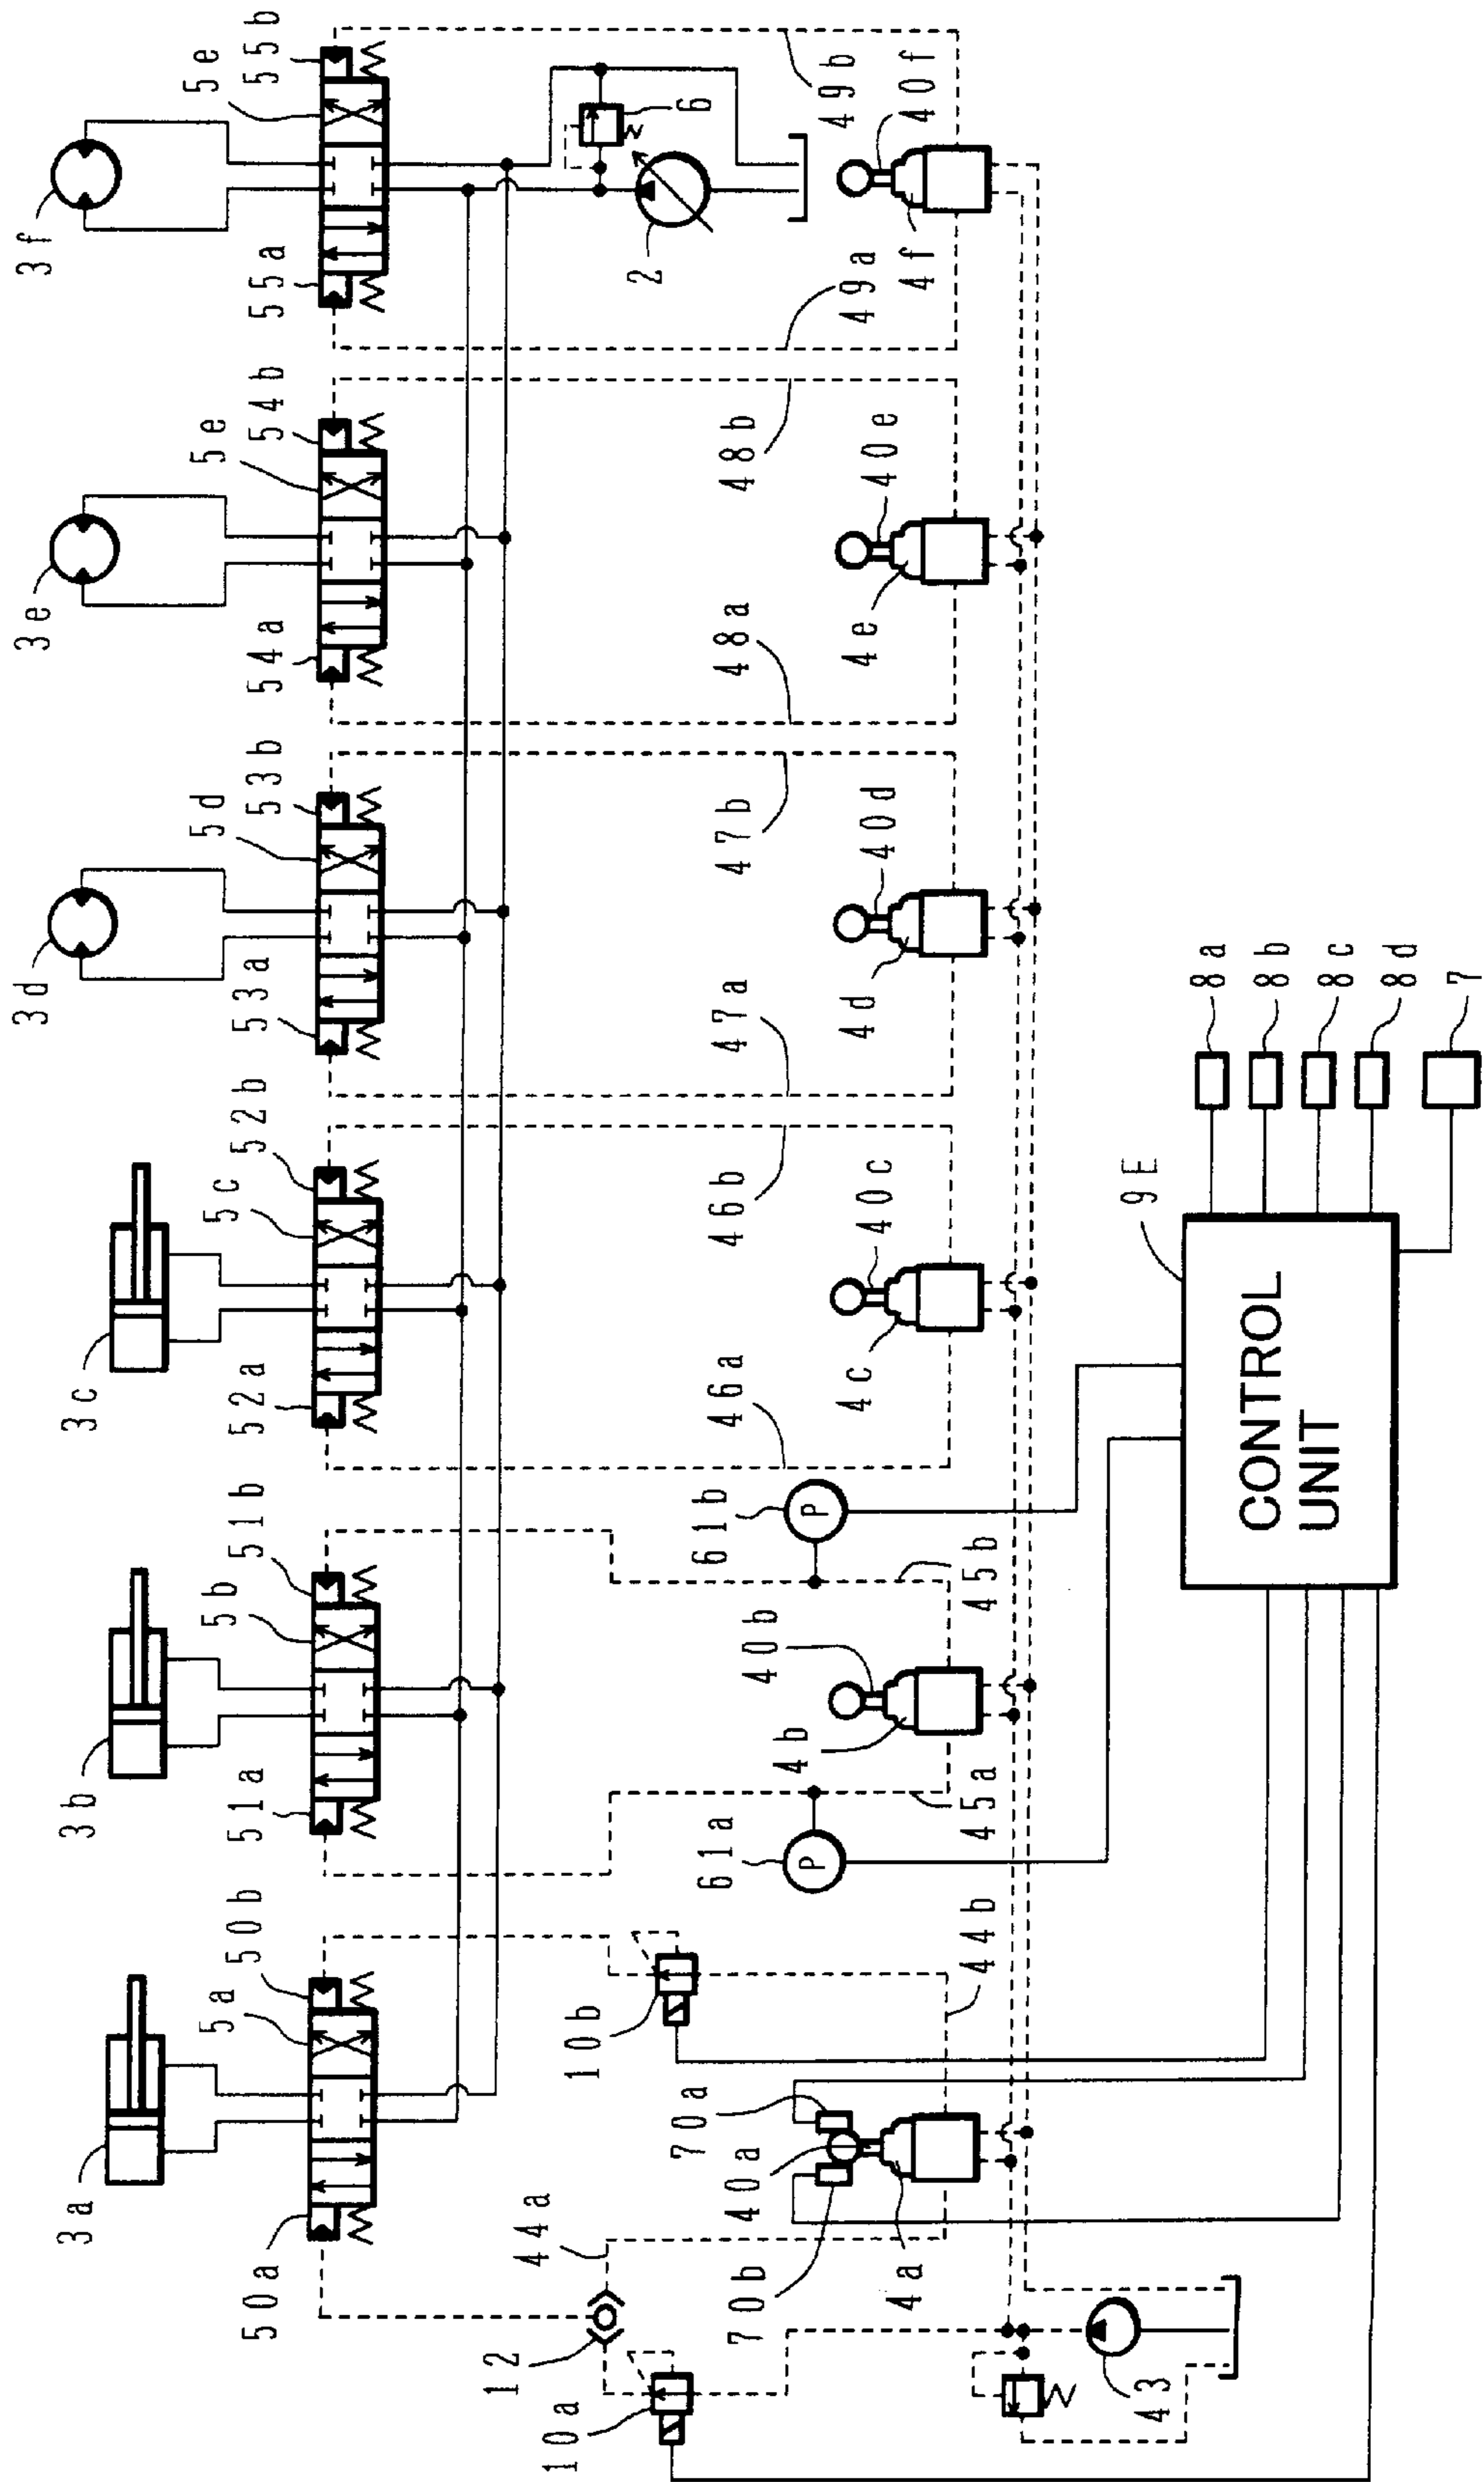 3f
55a
5e
55b
3e
54a
5e
54b
3d
53a
5d
53b
3c
52a
5c
52b
3b
51a
5b
51b
3a
50a
5a
50b
6
2
49a
49b
4f
40f
48a
48b
4e
40e
47a
47b
4d
40d
46a
46b
4c
40c
61a
61b
P
P
45a
45b
4b
40b
10b
44a
44b
70a
40a
70b
4a
12
10a
43
9E
CONTROL
UNIT
8a
8b
8c
8d
7